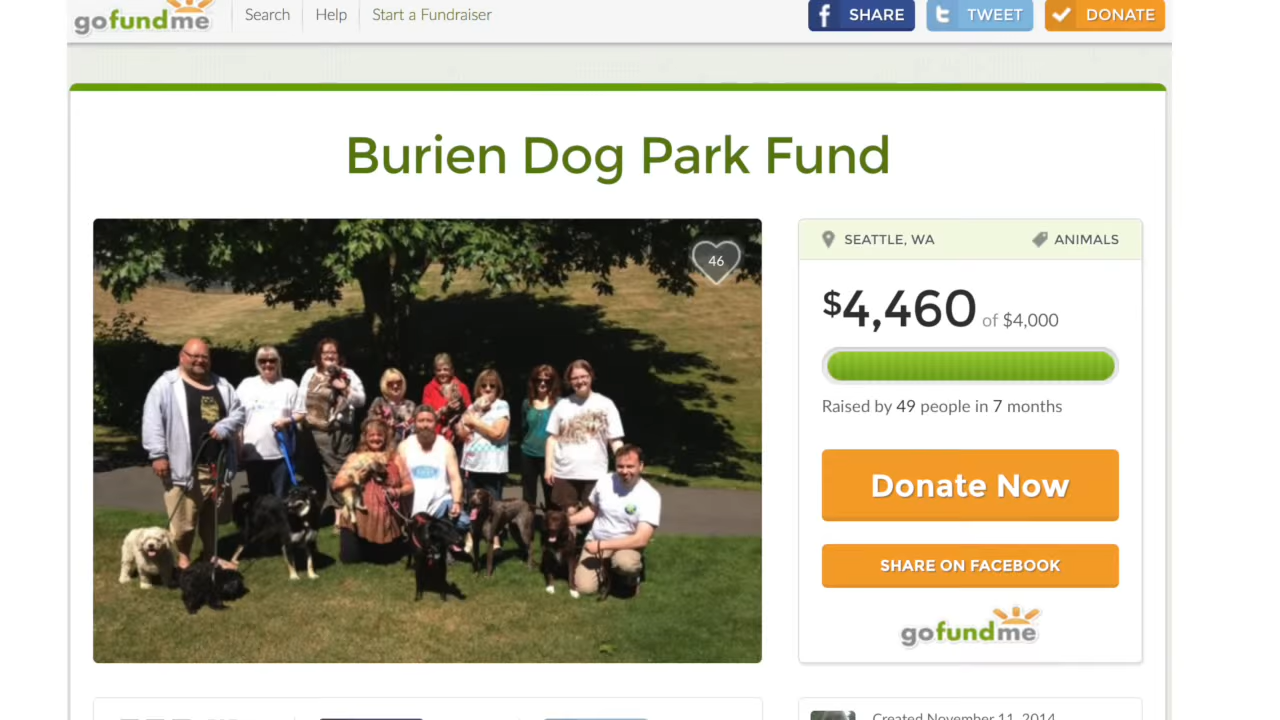 gofundme
Search
Help
Start a Fundraiser
SHARE
TWEET
DONATE
Burien Dog Park Fund
46
SEATTLE, WA
ANIMALS
$4,460 of $4,000
Raised by 49 people in 7 months
Donate Now
SHARE ON FACEBOOK
gofundme
Created November 11, 2014